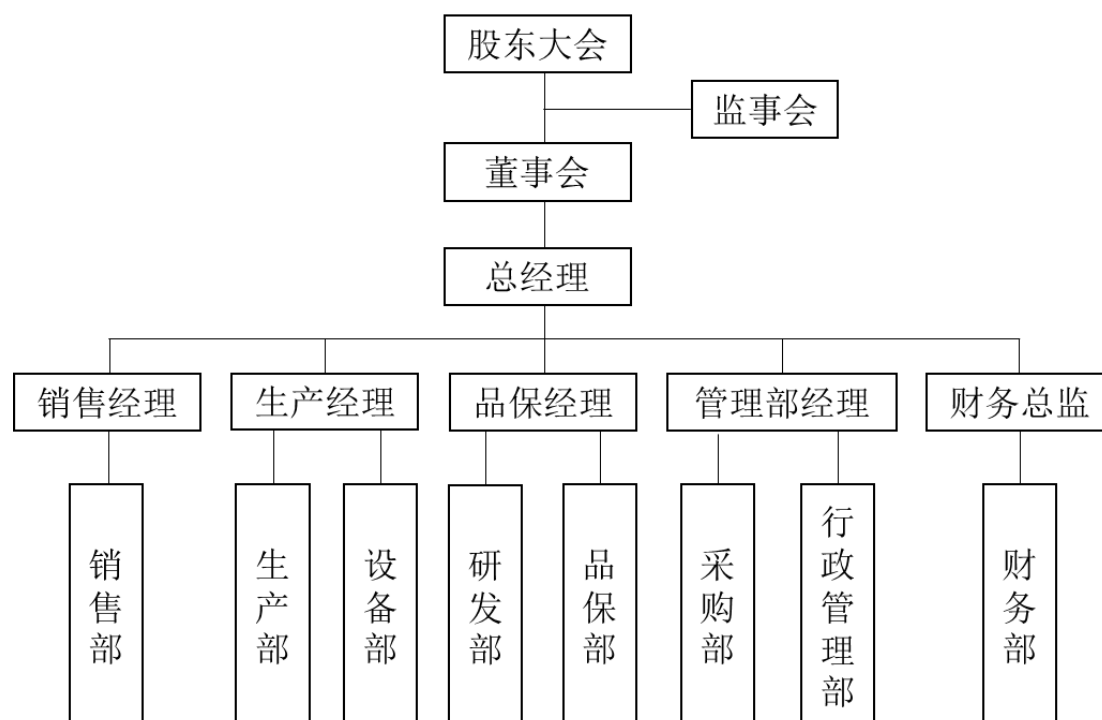 股东大会
监事会
董事会
总经理
销售经理
生产经理
品保经理
管理部经理
财务总监
销售部
生产部
设备部
研发部
品保部
采购部
行政管理部
财务部